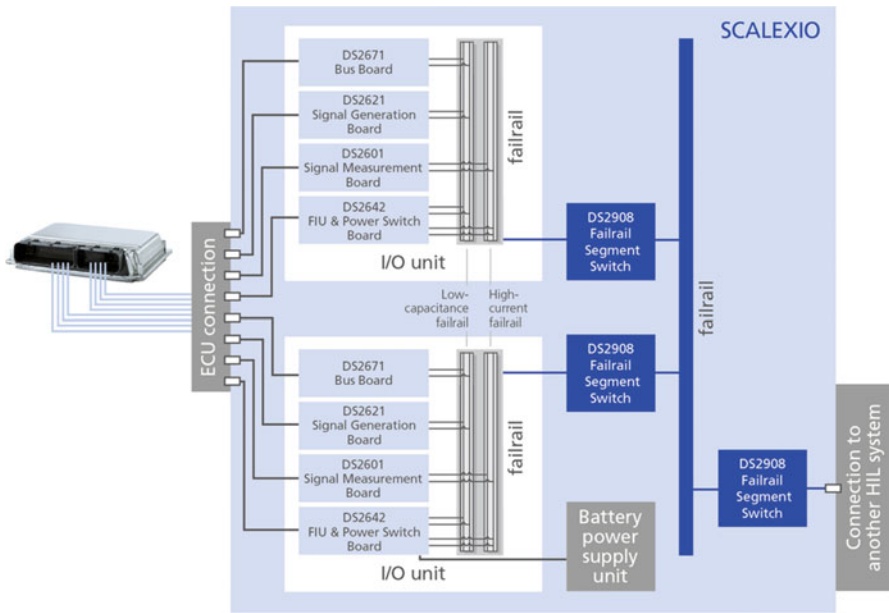 SCALEXIO
DS2671
Bus Board
DS2621
Signal Generation
Board
DS2601
Signal Measurement
Board
DS2642
FIU & Power Switch
Board
failrail
I/O unit
DS2908
Failrail
Segment
Switch
ECU connection
Low-
capacitance
failrail
High-
current
failrail
failrail
DS2671
Bus Board
DS2621
Signal Generation
Board
DS2601
Signal Measurement
Board
DS2642
FIU & Power Switch
Board
failrail
I/O unit
DS2908
Failrail
Segment
Switch
Battery
power
supply
unit
DS2908
Failrail
Segment
Switch
Connection to
another HIL system